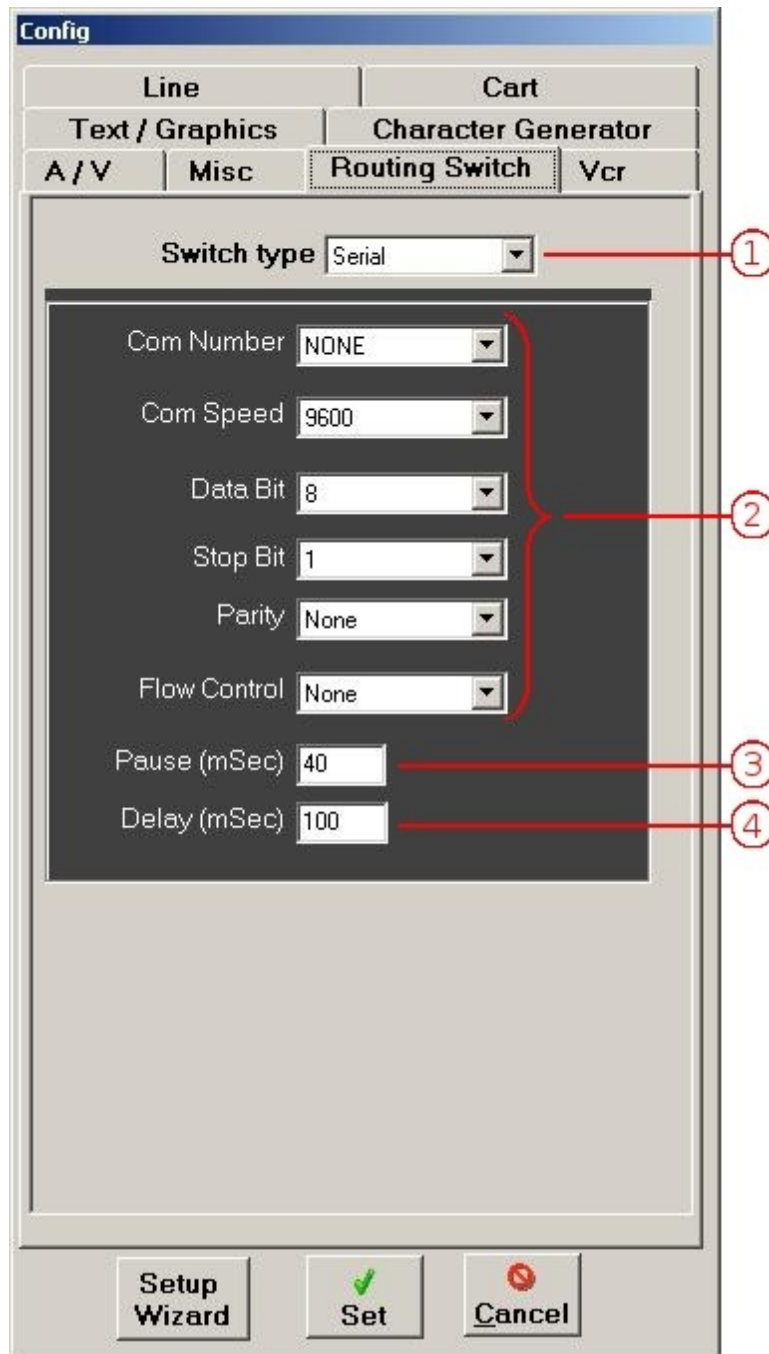 Config
Line Cart
Text / Graphics Character Generator
A / V Misc Routing Switch Vcr
Switch type Serial 1
Com Number NONE
Com Speed 9600
Data Bit 8
2
Stop Bit 1
Parity None
Flow Control None
Pause (mSec) 40 3
Delay (mSec) 100 4
Setup Wizard Set Cancel